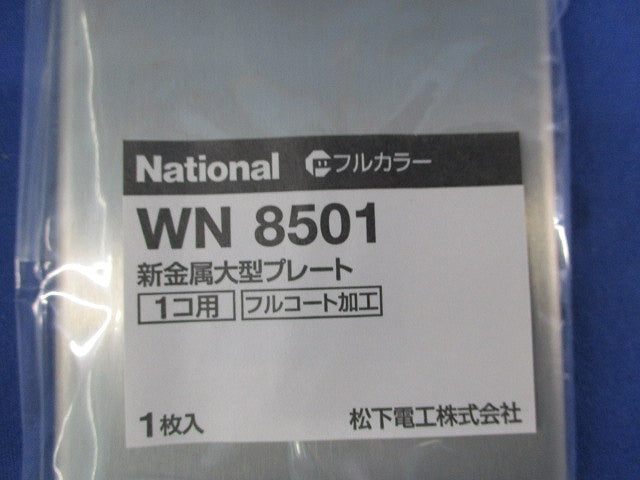 National フルカラー
WN 8501
新金属大型プレート
1コ用 フルコート加工
1枚入 松下電工株式会社